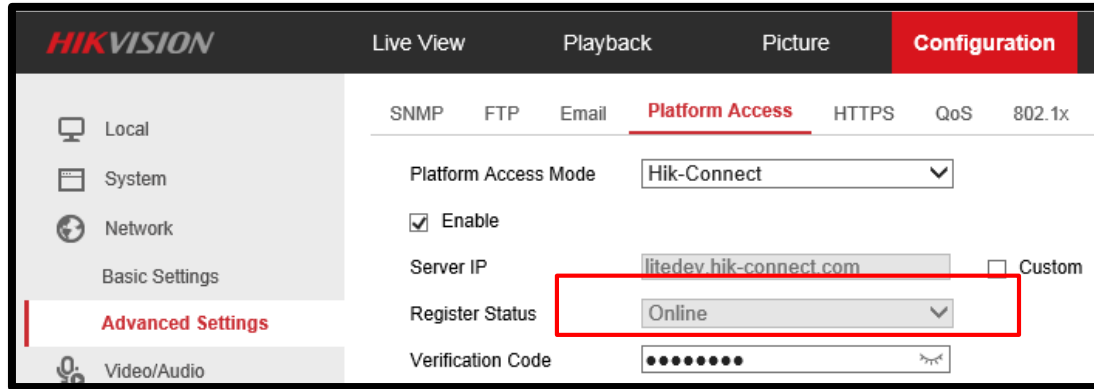 HIKVISION Live View Playback Picture Configuration
SNMP FTP Email Platform Access HTTPS QoS 802.1x
Local
System
Network
Basic Settings
Advanced Settings
Video/Audio
Platform Access Mode Hik-Connect
Enable
Server IP litedev.hik-connect.com Custom
Register Status Online
Verification Code ●●●●●●●●